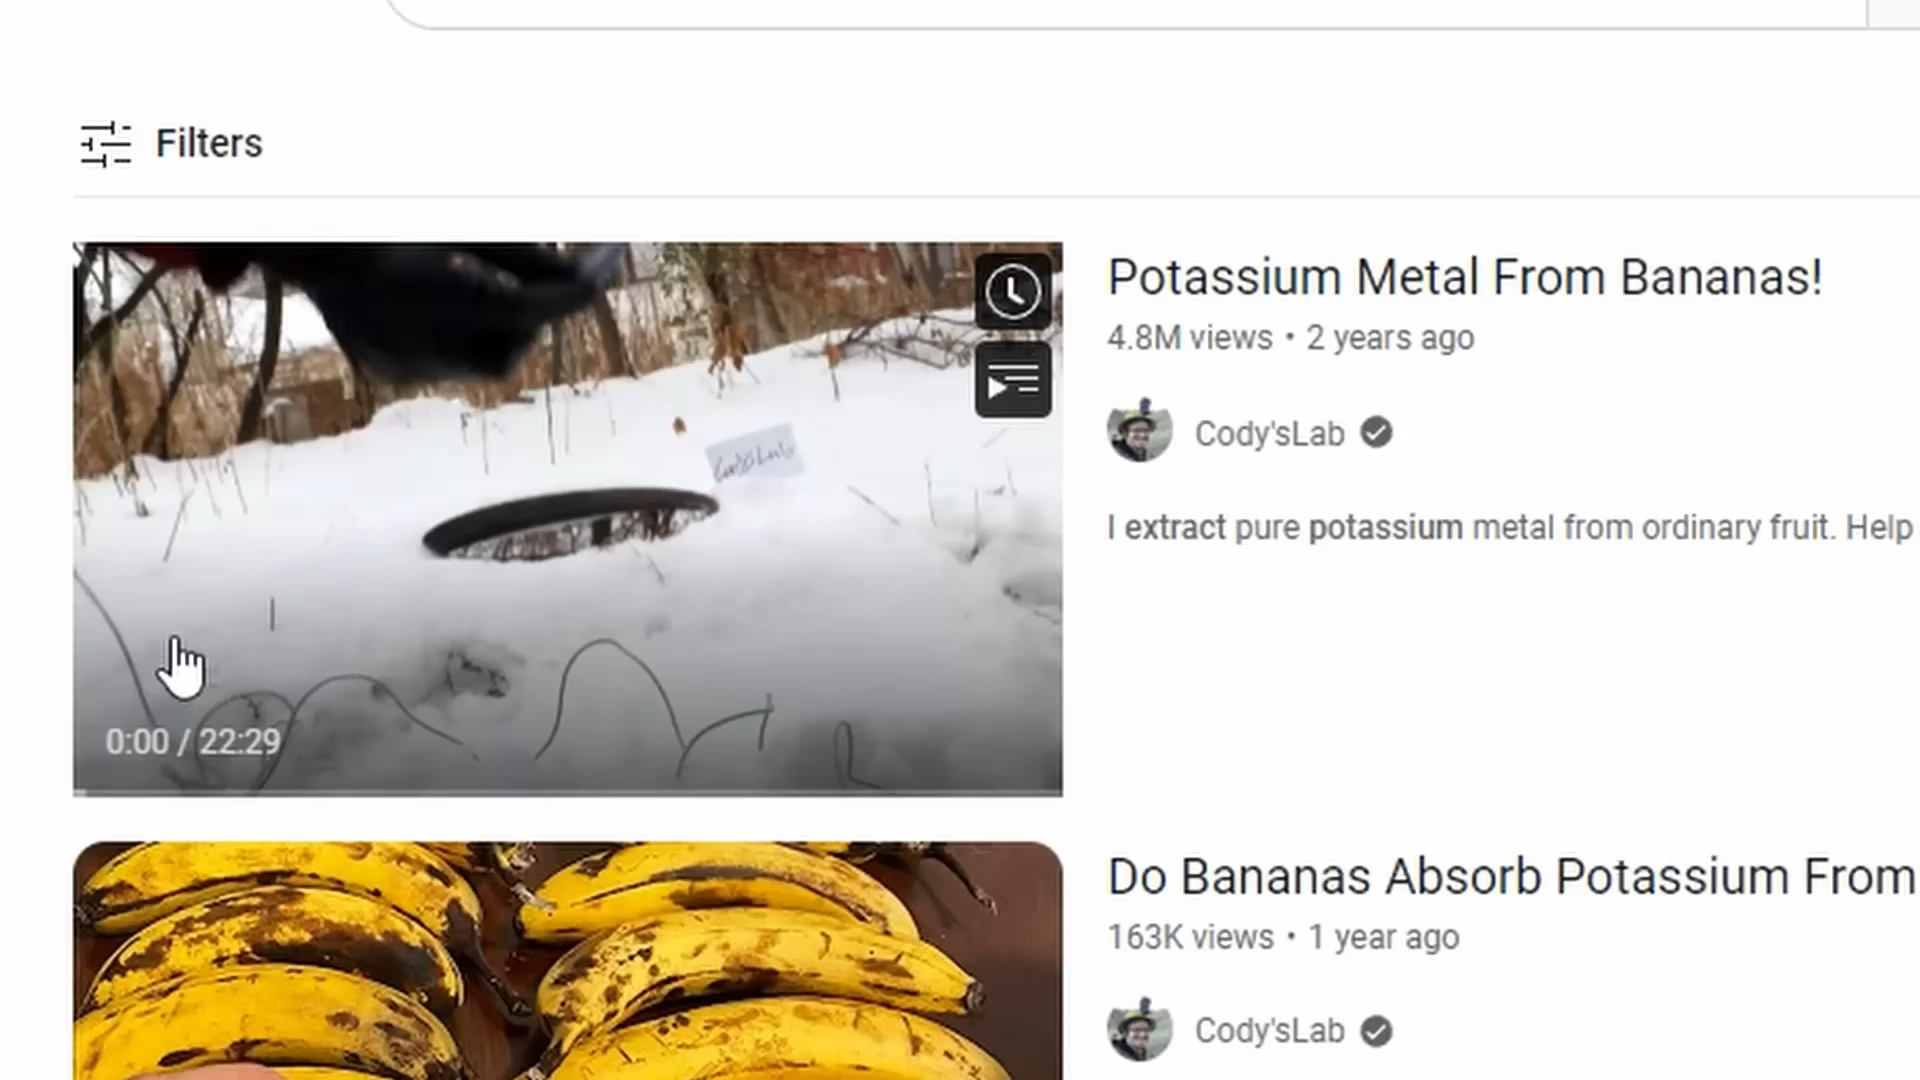 Filters
Potassium Metal From Bananas!
4.8M views • 2 years ago
Cody'sLab
I extract pure potassium metal from ordinary fruit. Help
CodysLab
0:00 / 22:29
Do Bananas Absorb Potassium From
163K views • 1 year ago
Cody'sLab